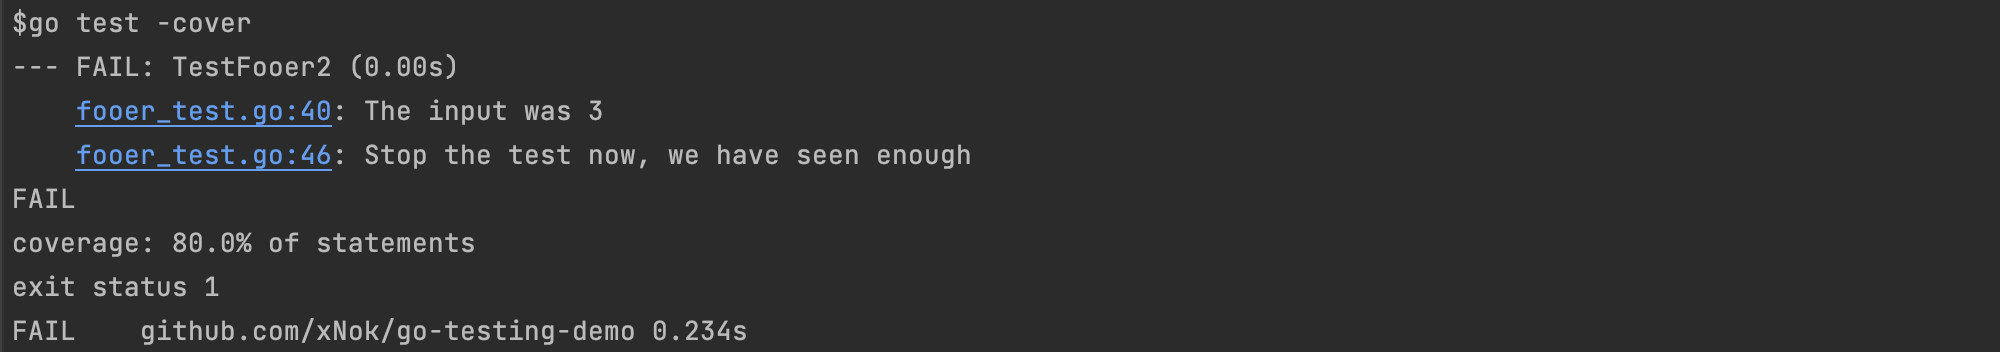 $go test -cover
--- FAIL: TestFooer2 (0.00s)
    fooer_test.go:40: The input was 3
    fooer_test.go:46: Stop the test now, we have seen enough
FAIL
coverage: 80.0% of statements
exit status 1
FAIL    github.com/xNok/go-testing-demo 0.234s